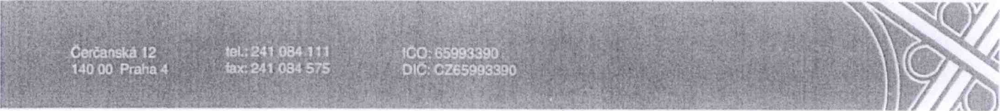 Čerčanská 12
140 00 Praha 4
tel.: 241 084 111
fax: 241 084 575
IČO: 65993390
DIČ: CZ65993390